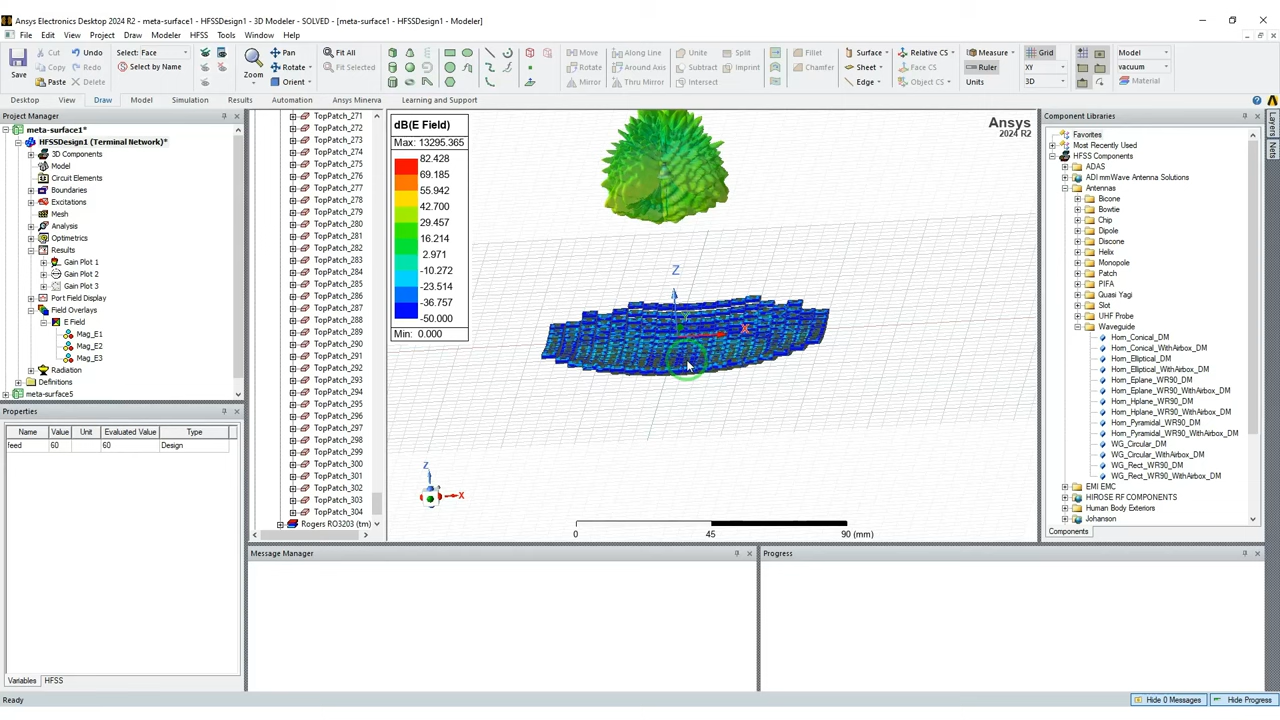 Ansys Electronics Desktop 2024 R2 - meta-surface1 - HFSSDesign1 - 3D Modeler - SOLVED - [meta-surface1 - HFSSDesign1 - Modeler]
File Edit View Project Draw Modeler HFSS Tools Window Help
Save
Cut Undo
Copy Redo
Paste Delete
Select: Face
Select by Name
Zoom
Pan
Rotate
Orient
Fit All
Fit Selected
Move Along Line
Rotate Around Axis
Mirror Thru Mirror
Unite Split
Subtract Imprint
Intersect
Fillet
Chamfer
Surface
Sheet
Edge
Relative CS
Face CS
Object CS
Measure
Ruler
Units
Grid
XY
3D
Model
vacuum
Material
Desktop View Draw Model Simulation Results Automation Ansys Minerva Learning and Support
Project Manager
meta-surface1*
HFSSDesign1 (Terminal Network)*
3D Components
Model
Circuit Elements
Boundaries
Excitations
Mesh
Analysis
Optimetrics
Results
Gain Plot 1
Gain Plot 2
Gain Plot 3
Port Field Display
Field Overlays
E Field
Mag_E1
Mag_E2
Mag_E3
Radiation
Definitions
meta-surface5
Properties
Name Value Unit Evaluated Value Type
feed 60 60 Design
Variables HFSS
TopPatch_271
TopPatch_272
TopPatch_273
TopPatch_274
TopPatch_275
TopPatch_276
TopPatch_277
TopPatch_278
TopPatch_279
TopPatch_280
TopPatch_281
TopPatch_282
TopPatch_283
TopPatch_284
TopPatch_285
TopPatch_286
TopPatch_287
TopPatch_288
TopPatch_289
TopPatch_290
TopPatch_291
TopPatch_292
TopPatch_293
TopPatch_294
TopPatch_295
TopPatch_296
TopPatch_297
TopPatch_298
TopPatch_299
TopPatch_300
TopPatch_301
TopPatch_302
TopPatch_303
TopPatch_304
Rogers RO3203 (tm)
dB(E Field)
Max: 13295.365
82.428
69.185
55.942
42.700
29.457
16.214
2.971
-10.272
-23.514
-36.757
-50.000
Min: 0.000
Ansys
2024 R2
Z
X
Z
X
0 45 90 (mm)
Component Libraries
Favorites
Most Recently Used
HFSS Components
ADAS
ADI mmWave Antenna Solutions
Antennas
Bicone
Bowtie
Chip
Dipole
Discone
Helix
Monopole
Patch
PIFA
Quasi Yagi
Slot
UHF Probe
Waveguide
Horn_Conical_DM
Horn_Conical_WithAirbox_DM
Horn_Elliptical_DM
Horn_Elliptical_WithAirbox_DM
Horn_Eplane_WR90_DM
Horn_Eplane_WR90_WithAirbox_DM
Horn_Hplane_WR90_DM
Horn_Hplane_WR90_WithAirbox_DM
Horn_Pyramidal_WR90_DM
Horn_Pyramidal_WR90_WithAirbox_DM
WG_Circular_DM
WG_Circular_WithAirbox_DM
WG_Rect_WR90_DM
WG_Rect_WR90_WithAirbox_DM
EMI EMC
HIROSE RF COMPONENTS
Human Body Exteriors
Johanson
Components
Layers
Nets
Message Manager
Progress
Ready
Hide 0 Messages
Hide Progress